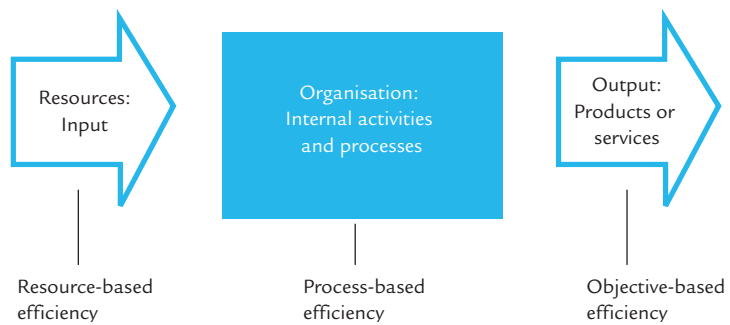 Resources:
Input
Organisation:
Internal activities
and processes
Output:
Products or
services
Resource-based
efficiency
Process-based
efficiency
Objective-based
efficiency